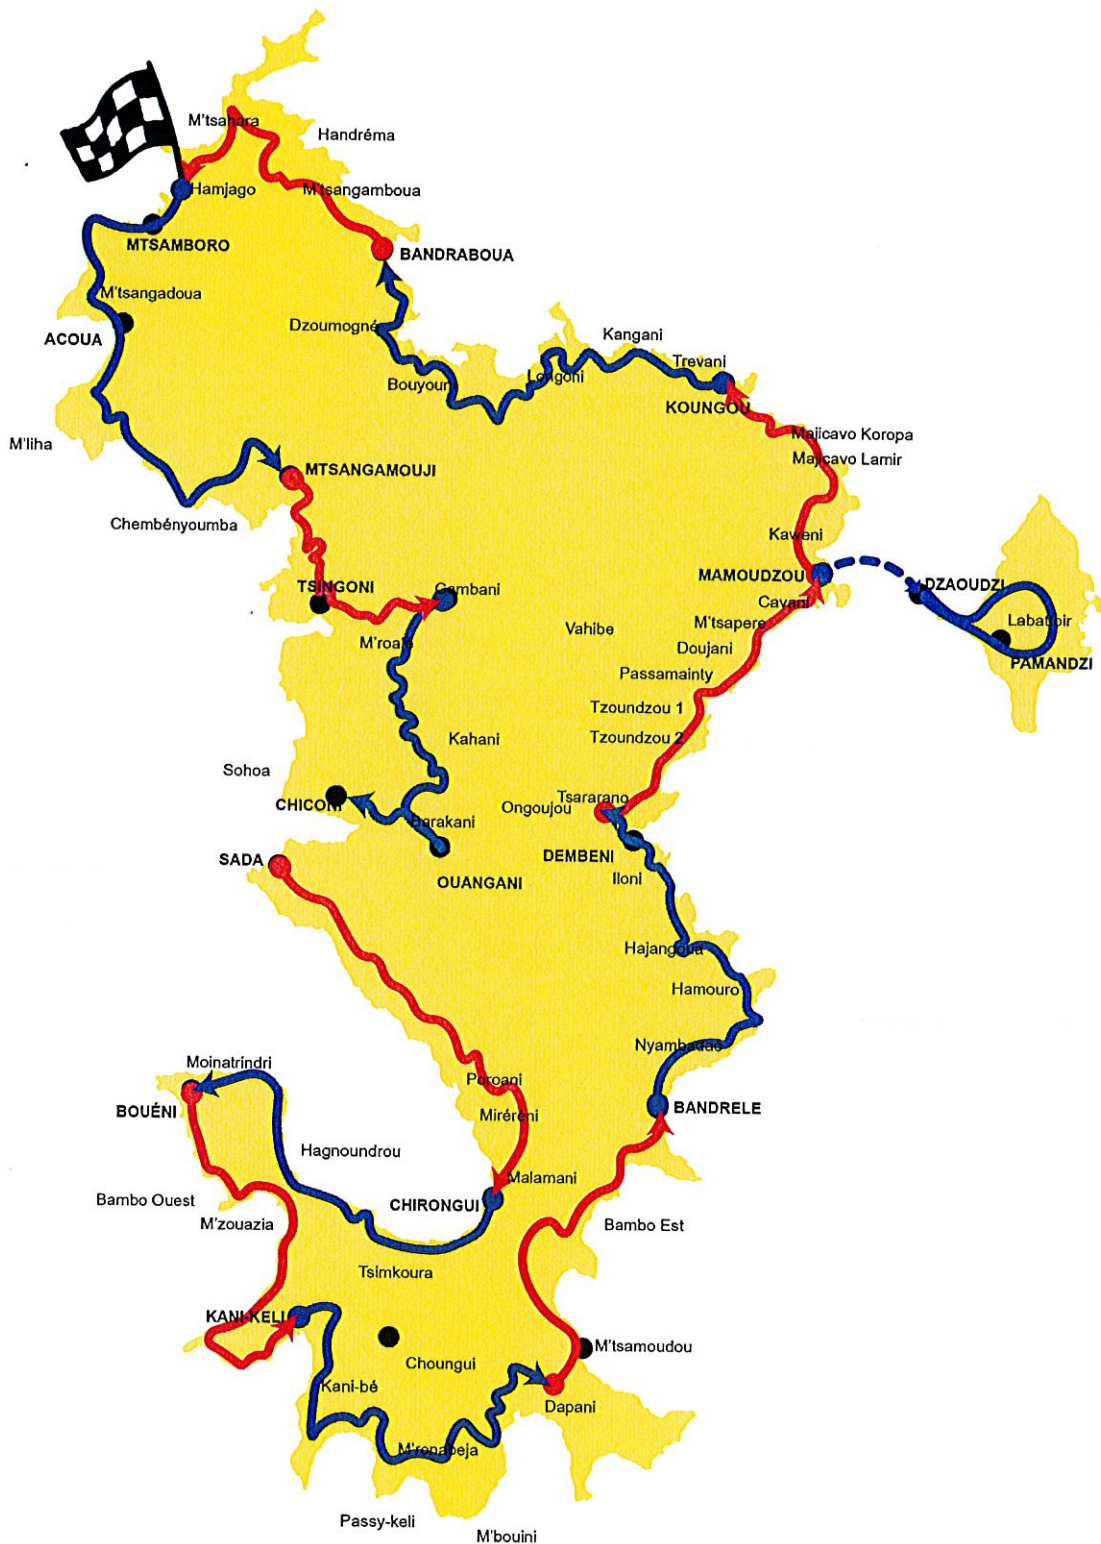 M'tsahara
Handréma
Hamjago
M'tsangamboua
MTSAMBORO
BANDRABOUA
M'tsangadoua
Dzoumogné
ACOUA
Kangani
Trevani
Longoni
Bouyouni
KOUNGOU
M'liha
Majicavo Koropa
Majicavo Lamir
MTSANGAMOUJI
Chembényoumba
Kaweni
MAMOUDZOU
DZAOUDZI
TSINGONI
Combani
Cavani
Labattoir
M'tsapere
Vahibe
M'roalé
Doujani
PAMANDZI
Passamainty
Tzoundzou 1
Kahani
Tzoundzou 2
Sohoa
CHICONI
Tsararano
Ongoujou
Barakani
DEMBENI
SADA
OUANGANI
Iloni
Hajangoua
Hamouro
Nyambadao
Moinatrindri
Poroani
BOUÉNI
Miréréni
BANDRELE
Hagnoundrou
Malamani
Bambo Ouest
CHIRONGUI
M'zouazia
Bambo Est
Tsimkoura
KANI-KELI
M'tsamoudou
Choungui
Kani-bé
Dapani
M'ronabeja
Passy-keli
M'bouini